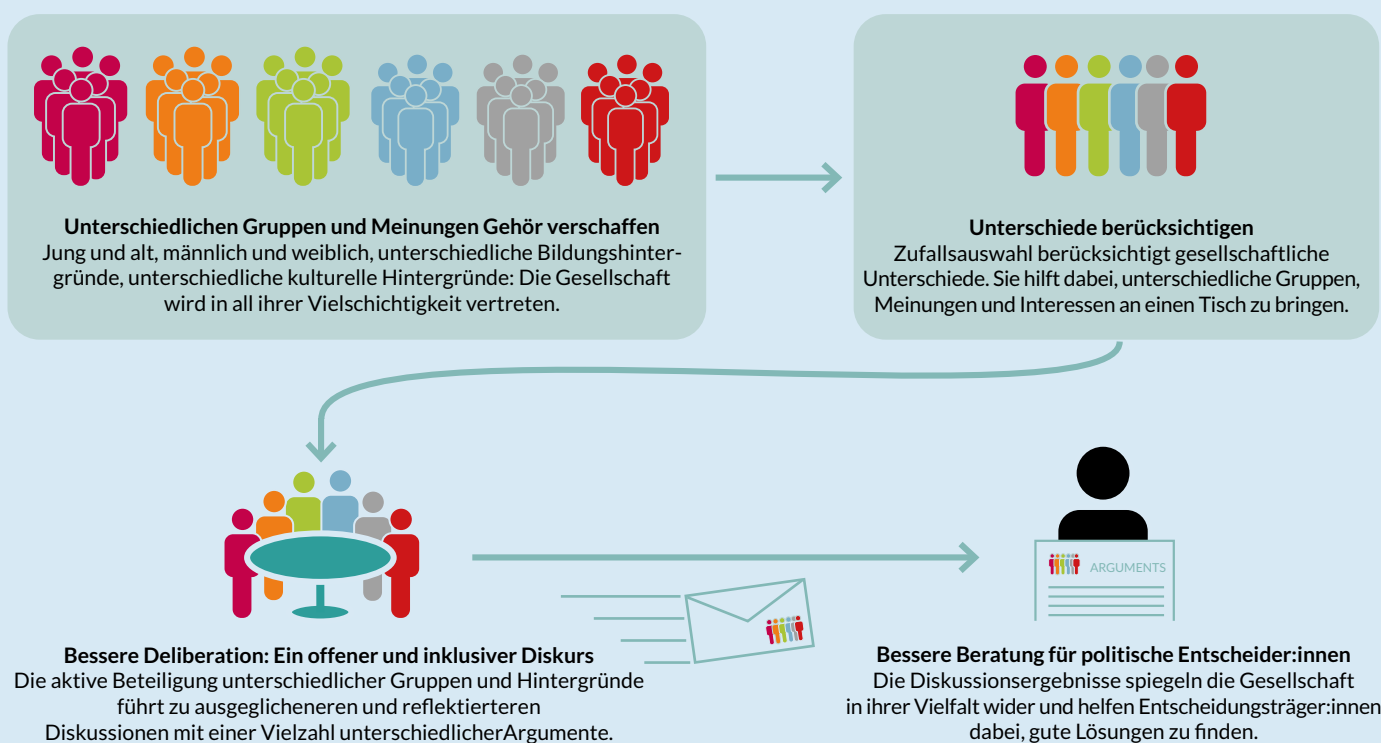 Unterschiedlichen Gruppen und Meinungen Gehör verschaffen
Jung und alt, männlich und weiblich, unterschiedliche Bildungshinter-
gründe, unterschiedliche kulturelle Hintergründe: Die Gesellschaft
wird in all ihrer Vielschichtigkeit vertreten.
Unterschiede berücksichtigen
Zufallsauswahl berücksichtigt gesellschaftliche
Unterschiede. Sie hilft dabei, unterschiedliche Gruppen,
Meinungen und Interessen an einen Tisch zu bringen.
Bessere Deliberation: Ein offener und inklusiver Diskurs
Die aktive Beteiligung unterschiedlicher Gruppen und Hintergründe
führt zu ausgeglicheneren und reflektierteren
Diskussionen mit einer Vielzahl unterschiedlicherArgumente.
ARGUMENTS
Bessere Beratung für politische Entscheider:innen
Die Diskussionsergebnisse spiegeln die Gesellschaft
in ihrer Vielfalt wider und helfen Entscheidungsträger:innen
dabei, gute Lösungen zu finden.